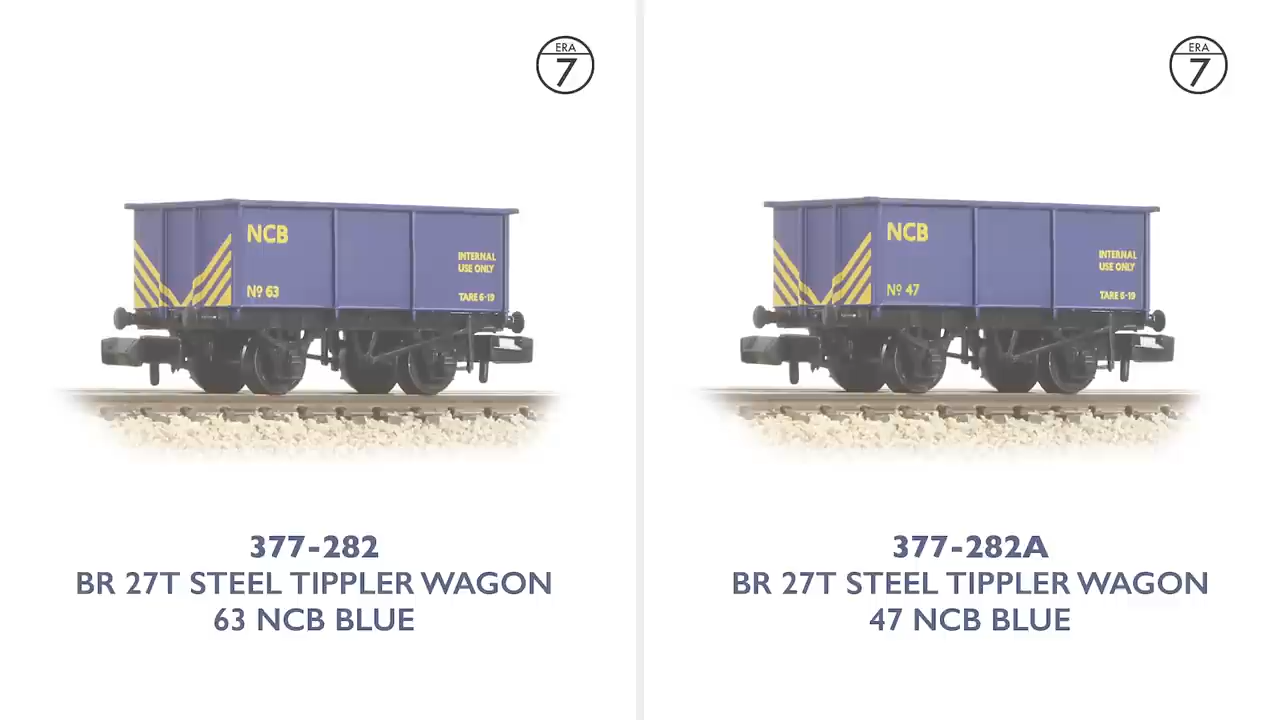 ERA
7
NCB
INTERNAL
USE ONLY
Nº 63
TARE 6-19
377-282
BR 27T STEEL TIPPLER WAGON
63 NCB BLUE
ERA
7
NCB
INTERNAL
USE ONLY
Nº 47
TARE 6-19
377-282A
BR 27T STEEL TIPPLER WAGON
47 NCB BLUE